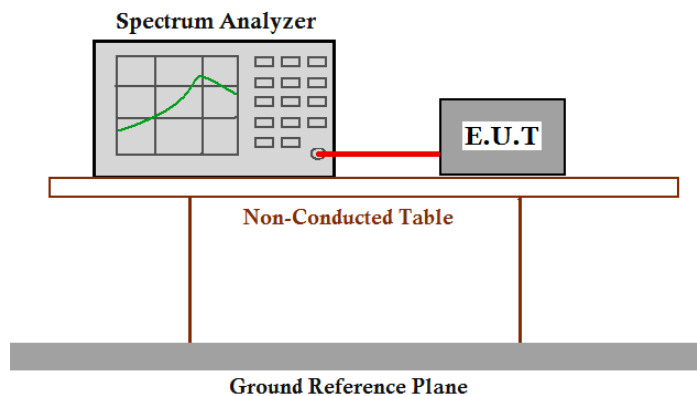 Spectrum Analyzer
E.U.T
Non-Conducted Table
Ground Reference Plane